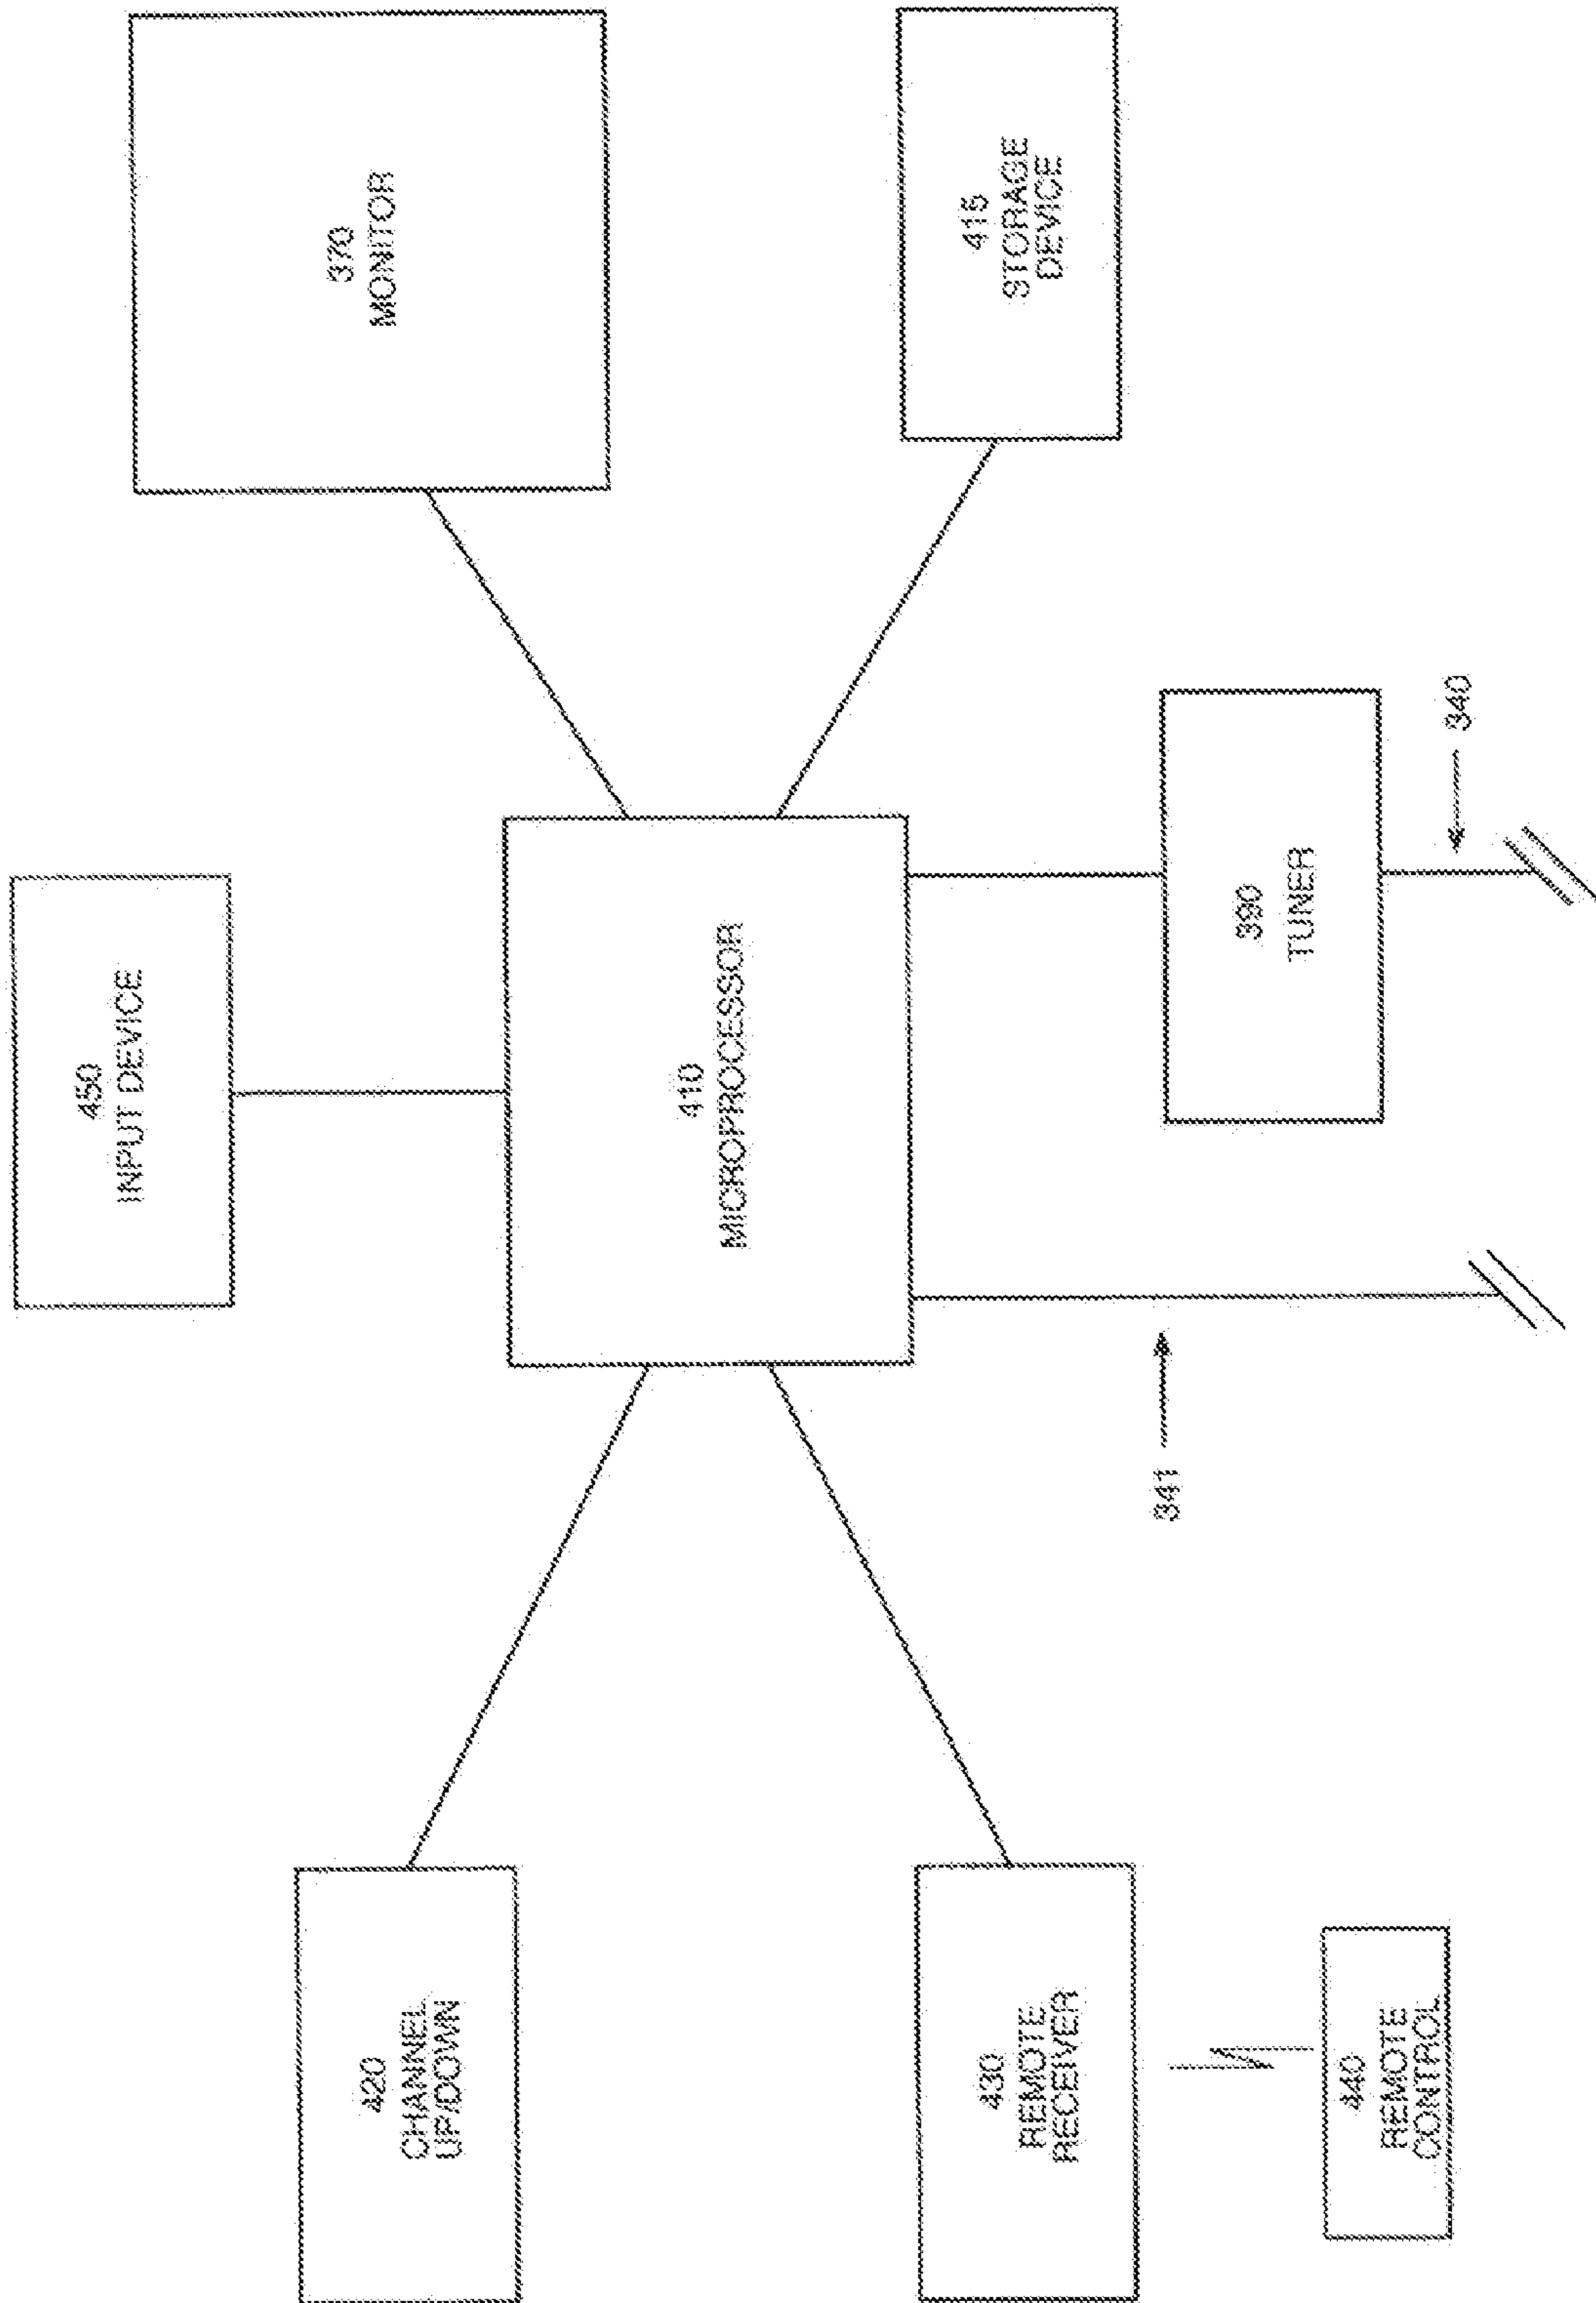 450
INPUT DEVICE
420
CHANNEL
UP/DOWN
370
MONITOR
410
MICROPROCESSOR
430
REMOTE
RECEIVER
415
STORAGE
DEVICE
341
390
TUNER
440
REMOTE
CONTROL
340